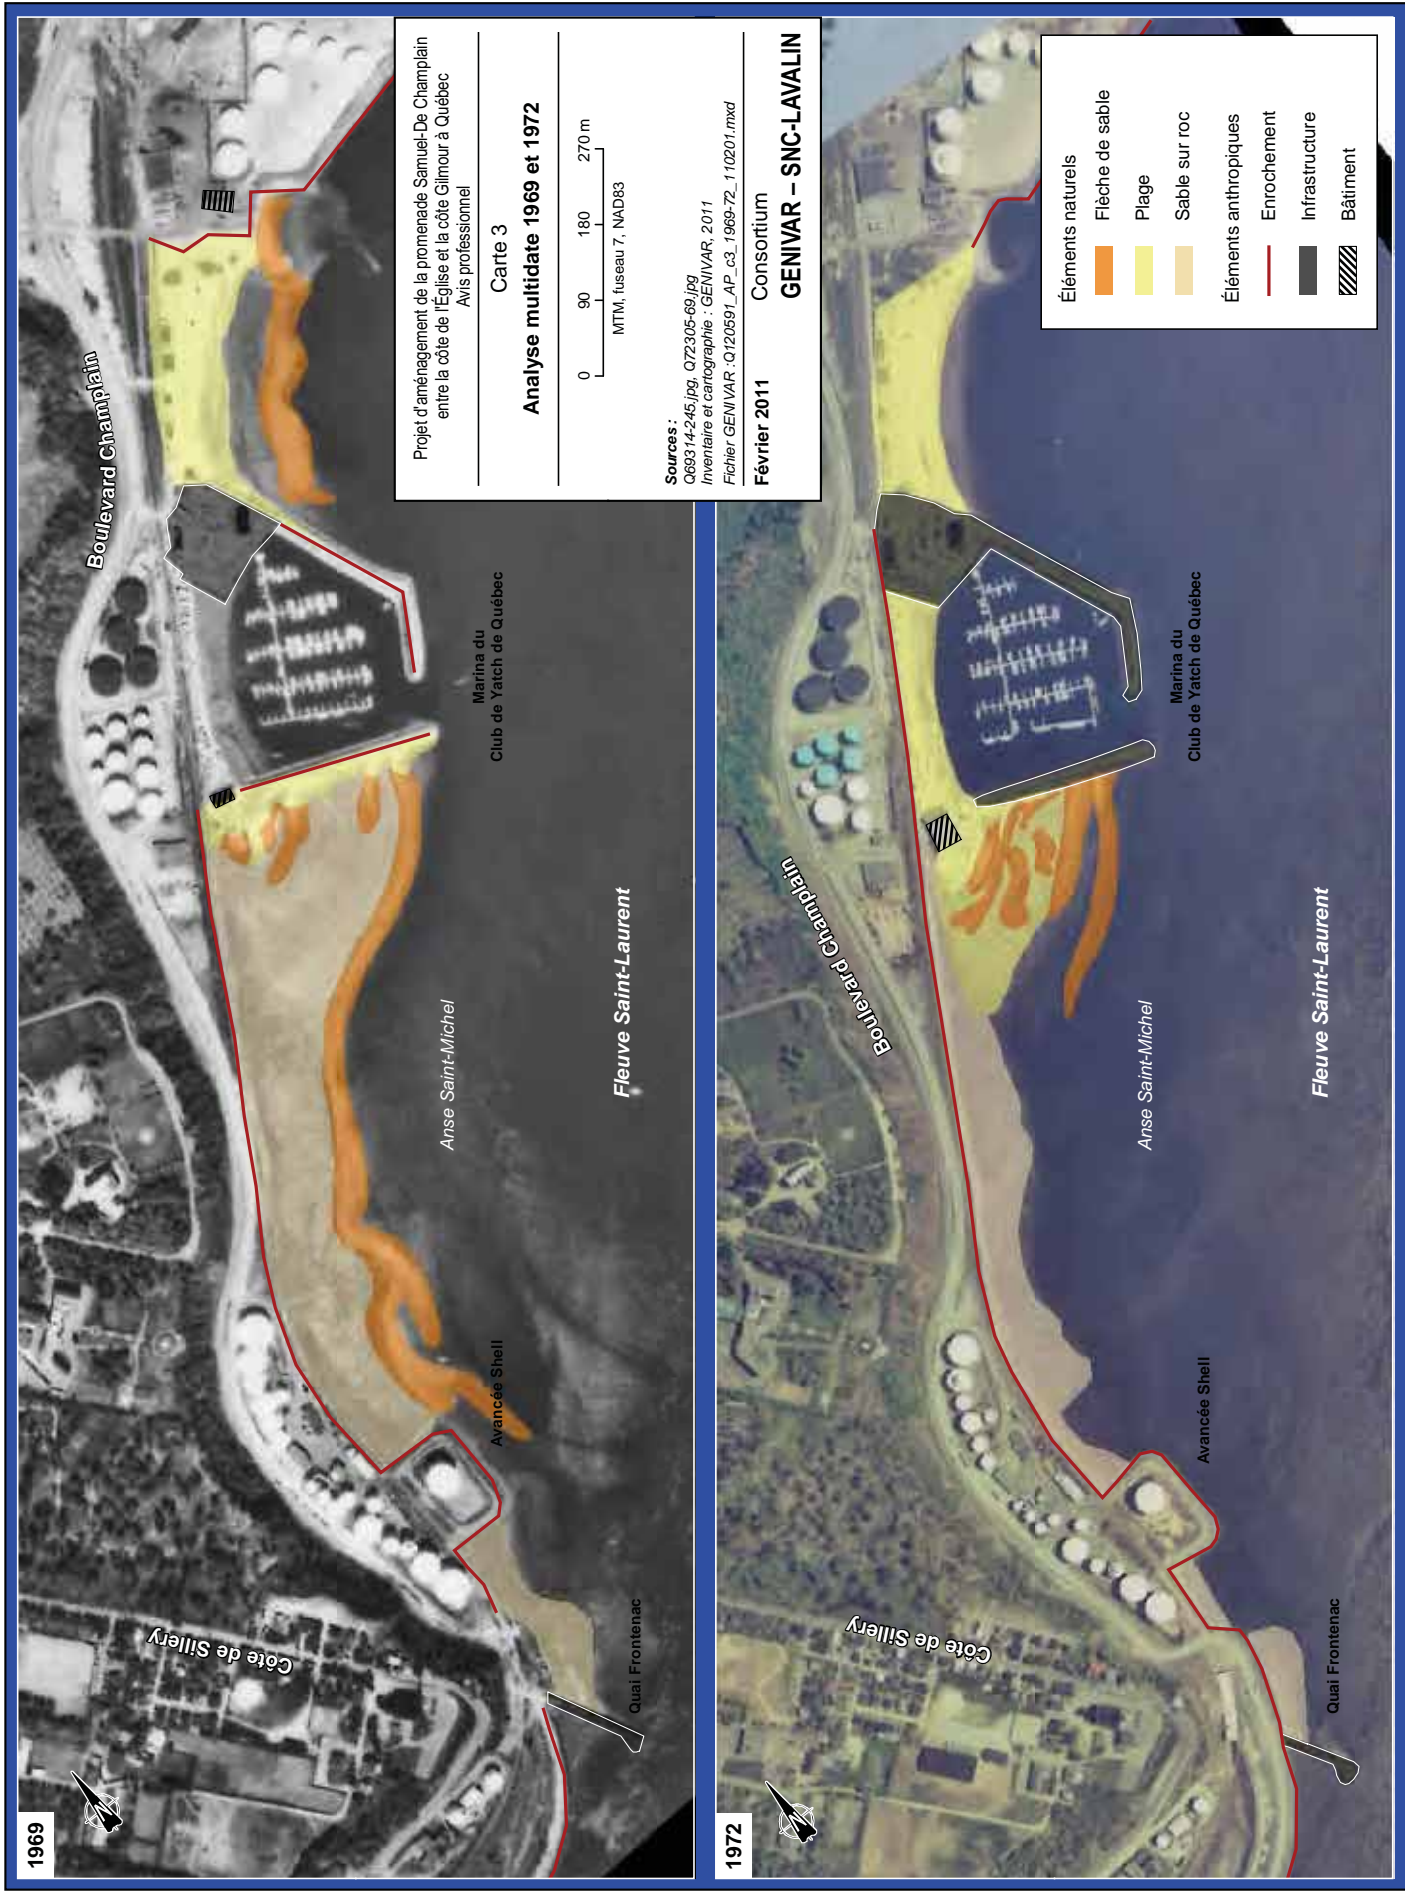 1969
Boulevard Champlain
Côte de Sillery
Marina du
Club de Yatch de Québec
Anse Saint-Michel
Fleuve Saint-Laurent
Avancée Shell
Quai Frontenac
N
Projet d'aménagement de la promenade Samuel-De Champlain
entre la côte de l'Église et la côte Gilmour à Québec
Avis professionnel
Carte 3
Analyse multidate 1969 et 1972
0 90 180 270 m
MTM, fuseau 7, NAD83
Sources :
Q69314-245.jpg, Q72305-69.jpg
Inventaire et cartographie : GENIVAR, 2011
Fichier GENIVAR : Q120591_AP_c3_1969-72_110201.mxd
Février 2011
Consortium
GENIVAR – SNC-LAVALIN
1972
Boulevard Champlain
Côte de Sillery
Marina du
Club de Yatch de Québec
Anse Saint-Michel
Fleuve Saint-Laurent
Avancée Shell
Quai Frontenac
N
Éléments naturels
Flèche de sable
Plage
Sable sur roc
Éléments anthropiques
Enrochement
Infrastructure
Bâtiment